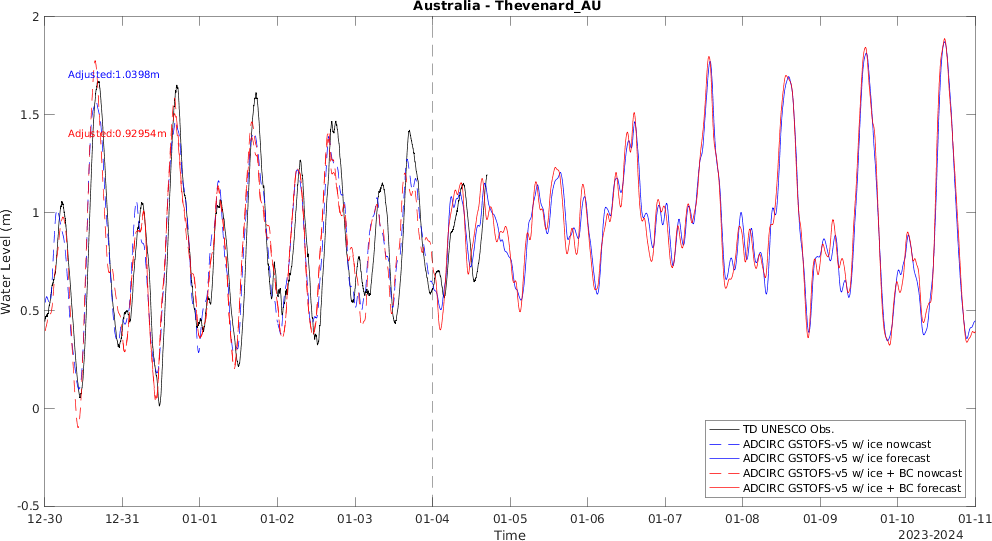 Australia - Thevenard_AU
2
1.5
1
0.5
0
-0.5
Water Level (m)
Adjusted:1.0398m
Adjusted:0.92954m
TD UNESCO Obs.
ADCIRC GSTOFS-v5 w/ ice nowcast
ADCIRC GSTOFS-v5 w/ ice forecast
ADCIRC GSTOFS-v5 w/ ice + BC nowcast
ADCIRC GSTOFS-v5 w/ ice + BC forecast
12-30 12-31 01-01 01-02 01-03 01-04 01-05 01-06 01-07 01-08 01-09 01-10 01-11
Time
2023-2024